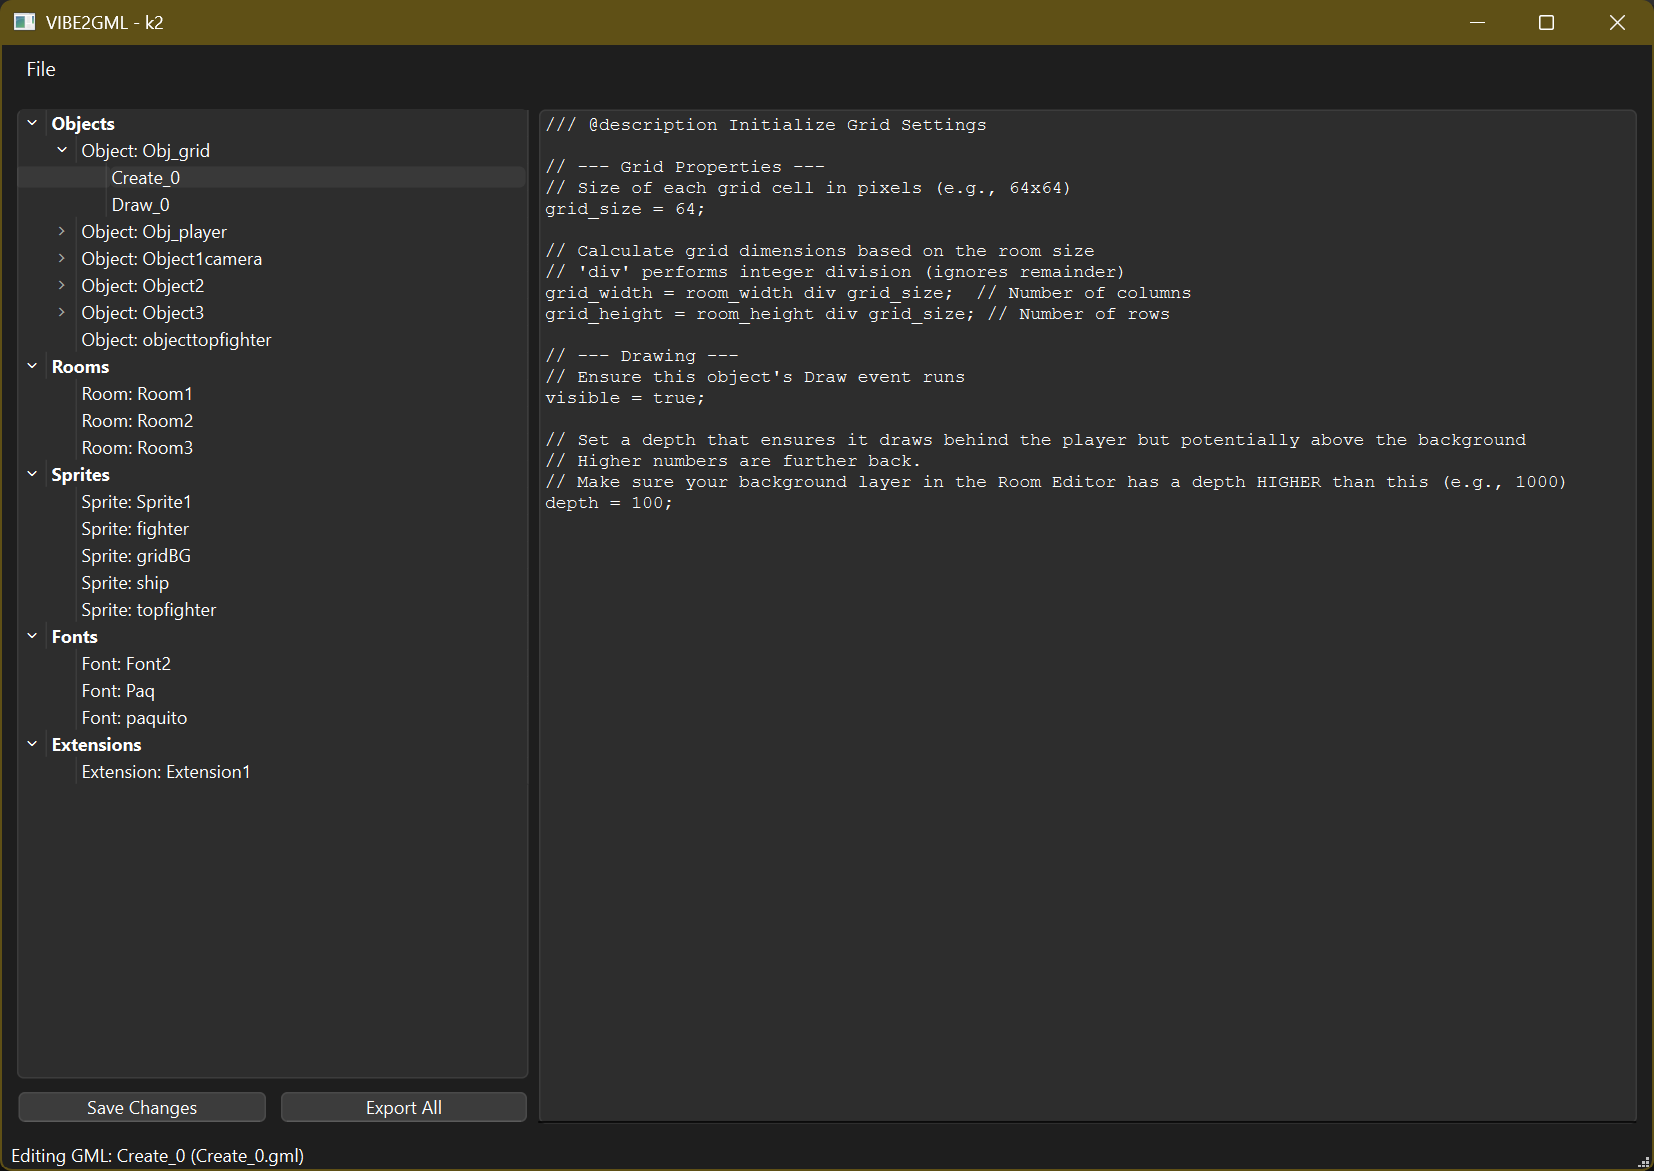 VIBE2GML - k2
File
Objects
Object: Obj_grid
Create_0
Draw_0
Object: Obj_player
Object: Object1camera
Object: Object2
Object: Object3
Object: objecttopfighter
Rooms
Room: Room1
Room: Room2
Room: Room3
Sprites
Sprite: Sprite1
Sprite: fighter
Sprite: gridBG
Sprite: ship
Sprite: topfighter
Fonts
Font: Font2
Font: Paq
Font: paquito
Extensions
Extension: Extension1
/// @description Initialize Grid Settings
// --- Grid Properties ---
// Size of each grid cell in pixels (e.g., 64x64)
grid_size = 64;
// Calculate grid dimensions based on the room size
// 'div' performs integer division (ignores remainder)
grid_width = room_width div grid_size;  // Number of columns
grid_height = room_height div grid_size; // Number of rows
// --- Drawing ---
// Ensure this object's Draw event runs
visible = true;
// Set a depth that ensures it draws behind the player but potentially above the background
// Higher numbers are further back.
// Make sure your background layer in the Room Editor has a depth HIGHER than this (e.g., 1000)
depth = 100;
Save Changes
Export All
Editing GML: Create_0 (Create_0.gml)